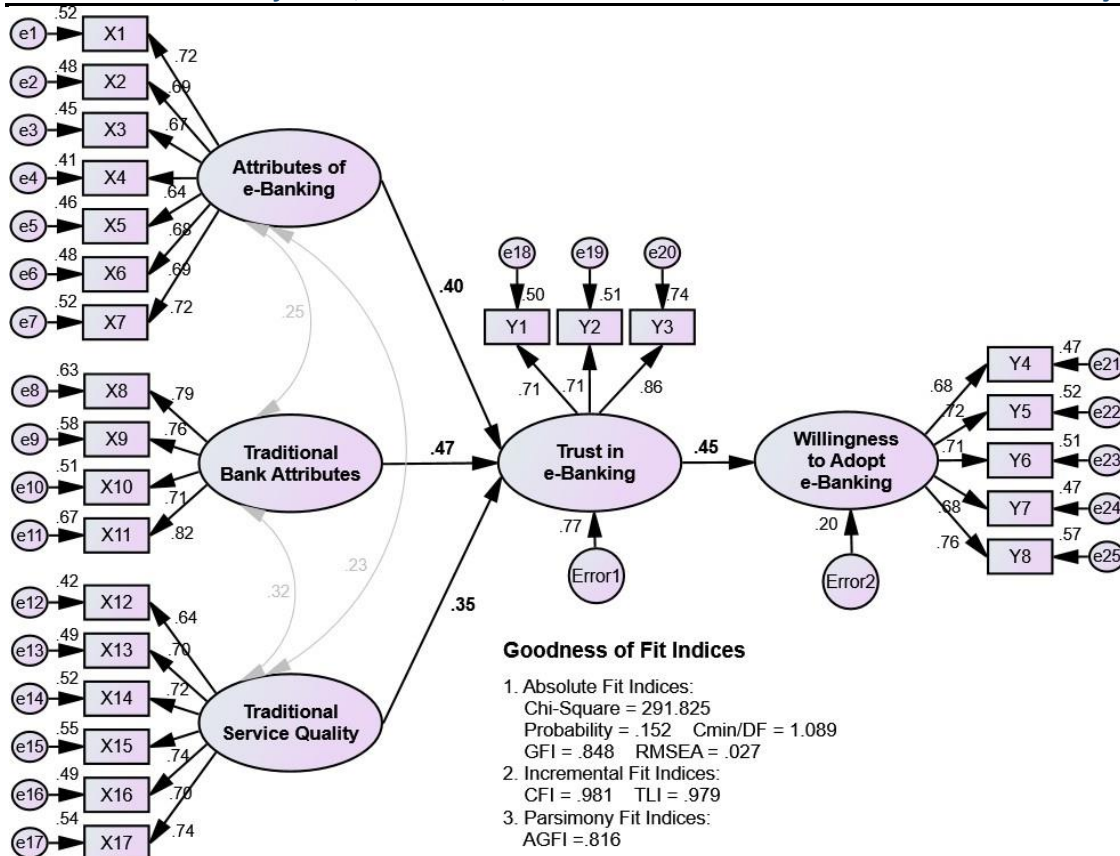 e1 .52 X1 .72
e2 .48 X2 .69
e3 .45 X3 .67
e4 .41 X4 .64
e5 .46 X5 .68
e6 .48 X6 .69
e7 .52 X7 .72
Attributes of
e-Banking
.25
.40
e8 .63 X8 .79
e9 .58 X9 .76
e10 .51 X10 .71
e11 .67 X11 .82
Traditional
Bank Attributes
.47
.32
.23
e12 .42 X12 .64
e13 .49 X13 .70
e14 .52 X14 .72
e15 .55 X15 .74
e16 .49 X16 .70
e17 .54 X17 .74
Traditional
Service Quality
.35
e18 e19 e20
.50 .51 .74
Y1 Y2 Y3
.71 .71 .86
Trust in
e-Banking
.77
Error1
.45
Willingness
to Adopt
e-Banking
.20
Error2
.68 Y4 .47 e21
.72 Y5 .52 e22
.71 Y6 .51 e23
.68 Y7 .47 e24
.76 Y8 .57 e25
Goodness of Fit Indices
1. Absolute Fit Indices:
Chi-Square = 291.825
Probability = .152 Cmin/DF = 1.089
GFI = .848 RMSEA = .027
2. Incremental Fit Indices:
CFI = .981 TLI = .979
3. Parsimony Fit Indices:
AGFI =.816